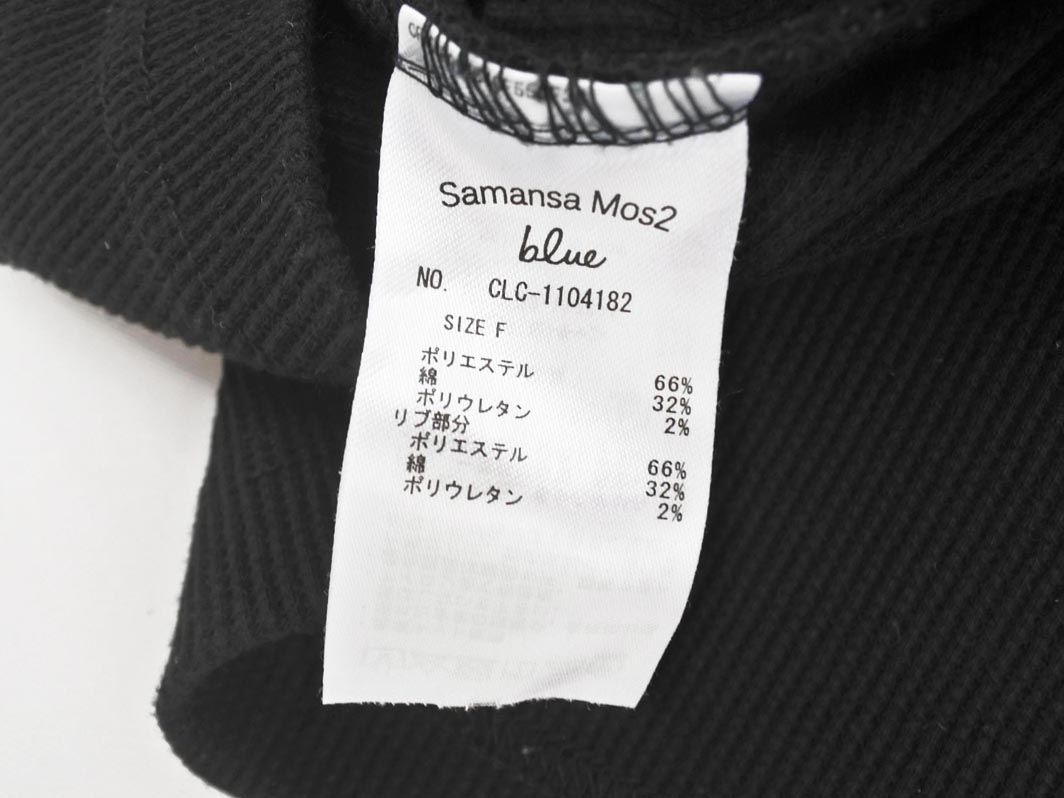 Samansa Mos2
blue
NO. CLC-1104182
SIZE F
ポリエステル 66%
綿 32%
ポリウレタン 2%
リブ部分
ポリエステル 66%
綿 32%
ポリウレタン 2%